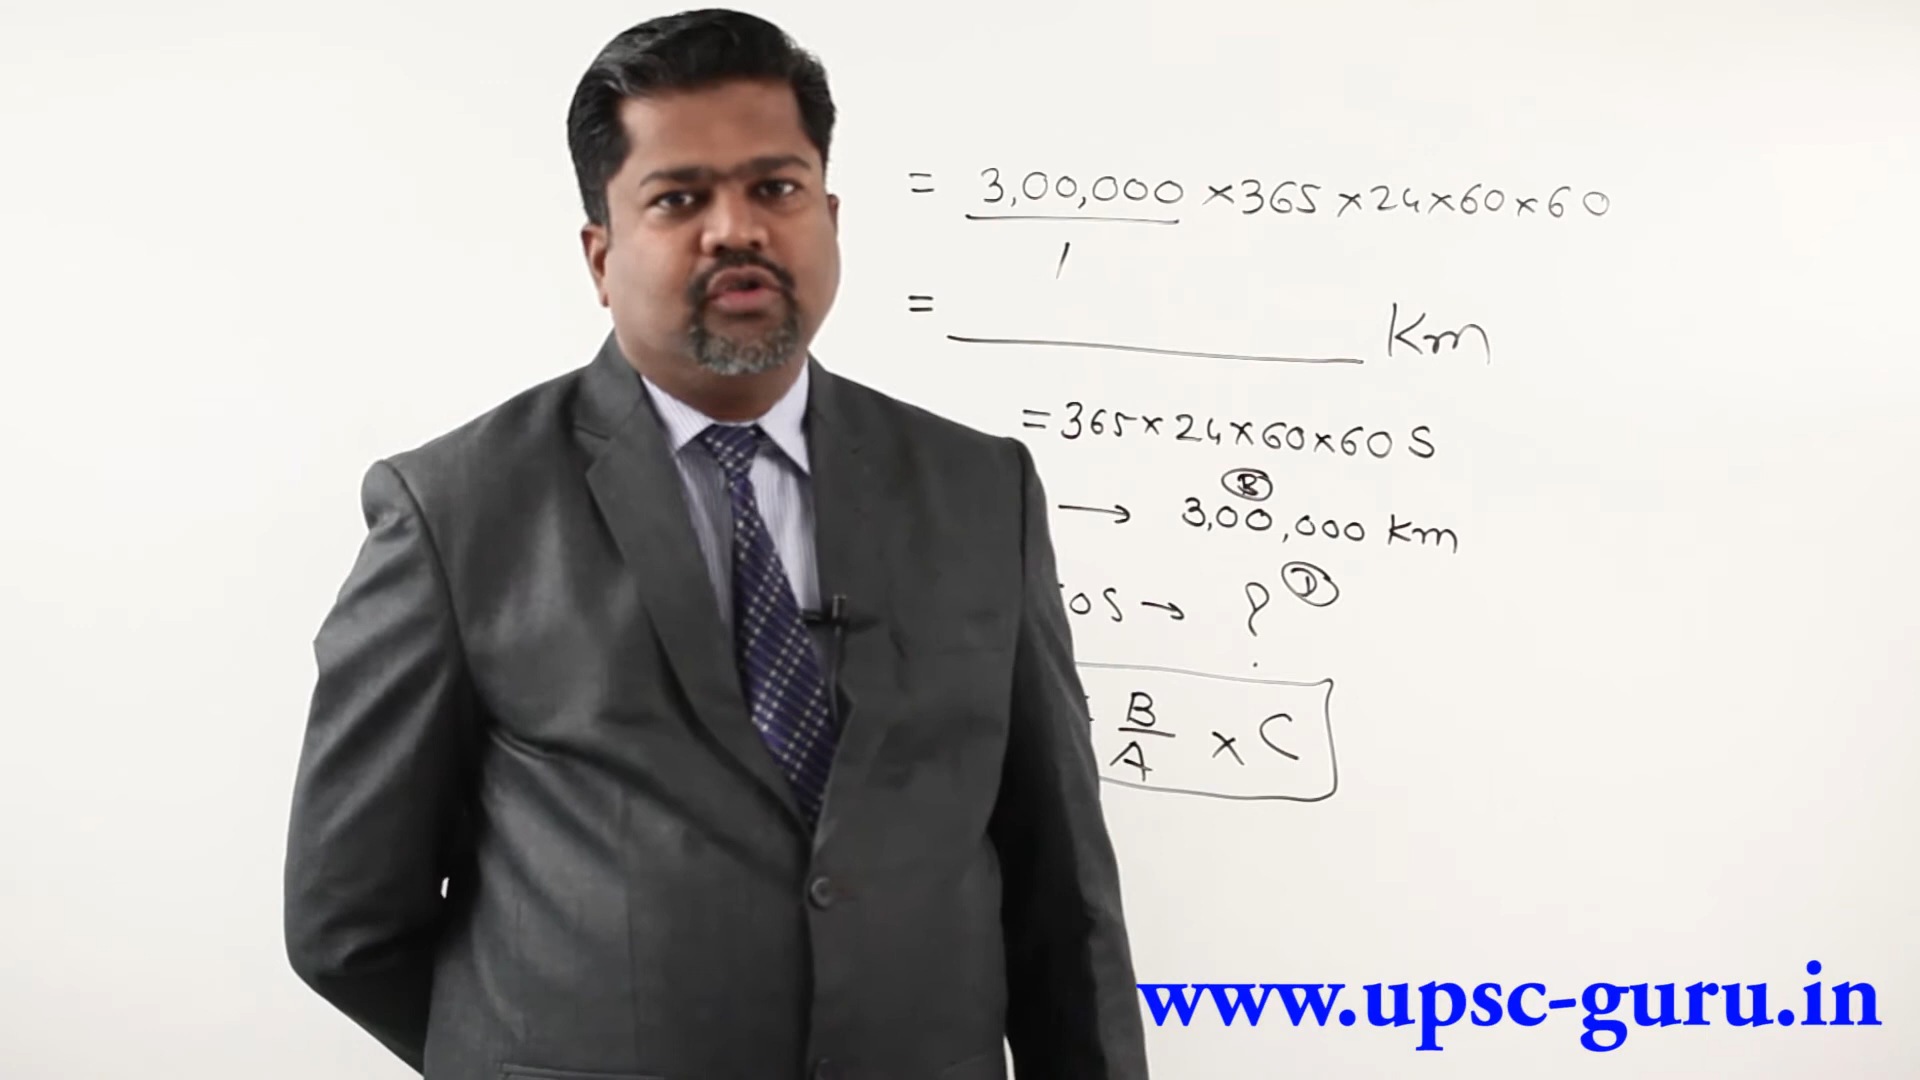 = 3,00,000 ×365×24×60×60
1
= Km
=365×24×60×60 S
B
→ 3,00,000 Km
0S → ? D
B
A × C
www.upsc-guru.in